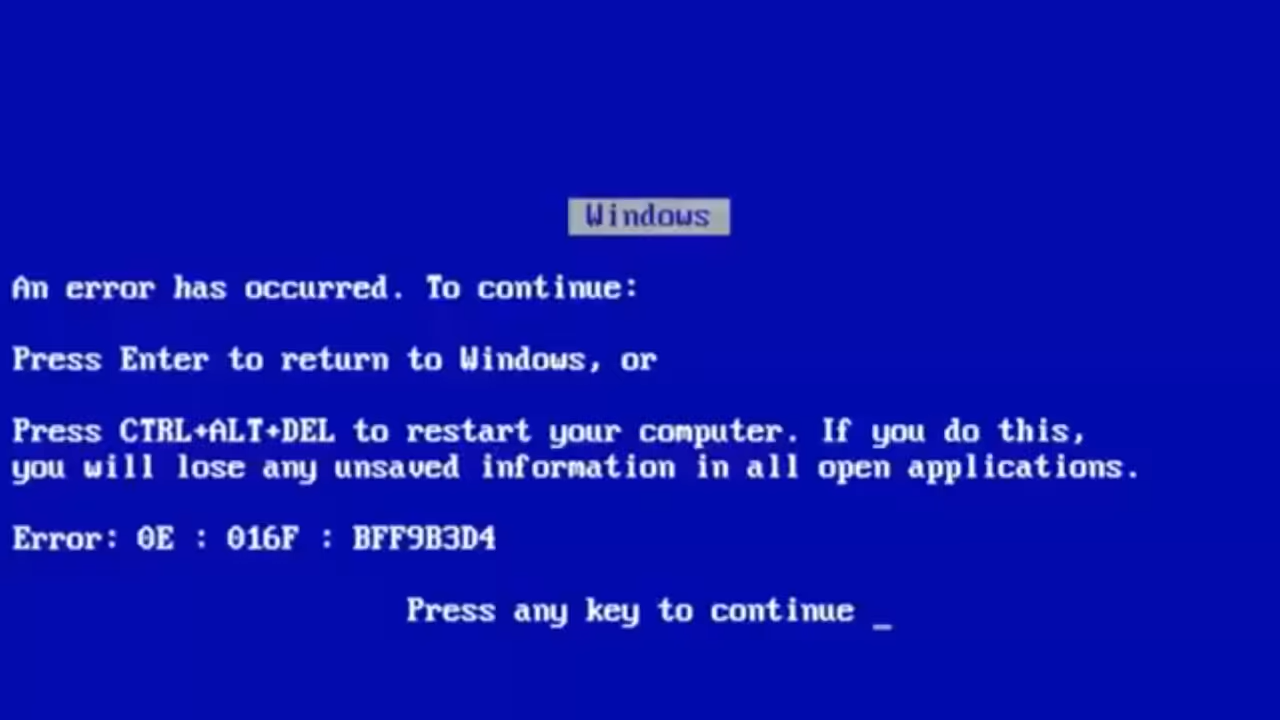 Windows
An error has occurred. To continue:
Press Enter to return to Windows, or
Press CTRL+ALT+DEL to restart your computer. If you do this,
you will lose any unsaved information in all open applications.
Error: 0E : 016F : BFF9B3D4
Press any key to continue _